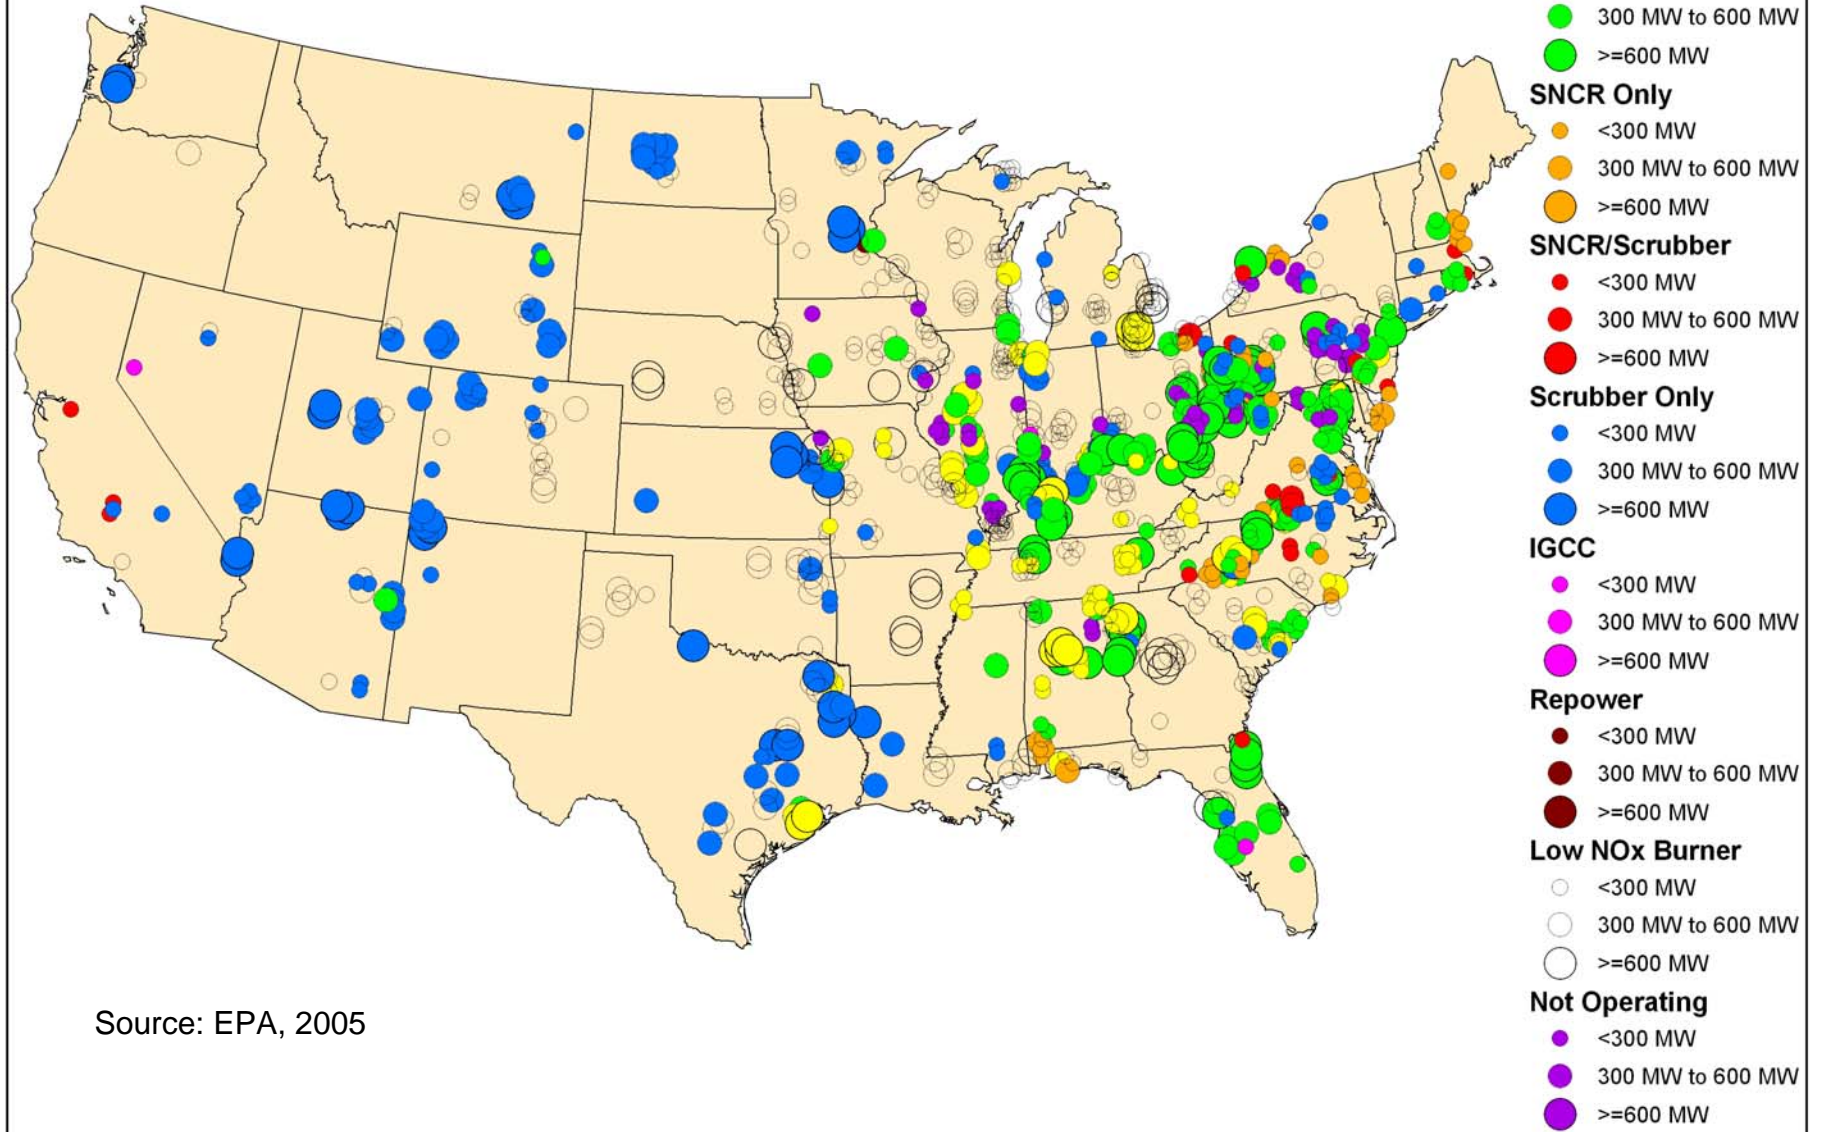 300 MW to 600 MW
>=600 MW
SNCR Only
<300 MW
300 MW to 600 MW
>=600 MW
SNCR/Scrubber
<300 MW
300 MW to 600 MW
>=600 MW
Scrubber Only
<300 MW
300 MW to 600 MW
>=600 MW
IGCC
<300 MW
300 MW to 600 MW
>=600 MW
Repower
<300 MW
300 MW to 600 MW
>=600 MW
Low NOx Burner
<300 MW
300 MW to 600 MW
>=600 MW
Not Operating
<300 MW
300 MW to 600 MW
>=600 MW
Source: EPA, 2005